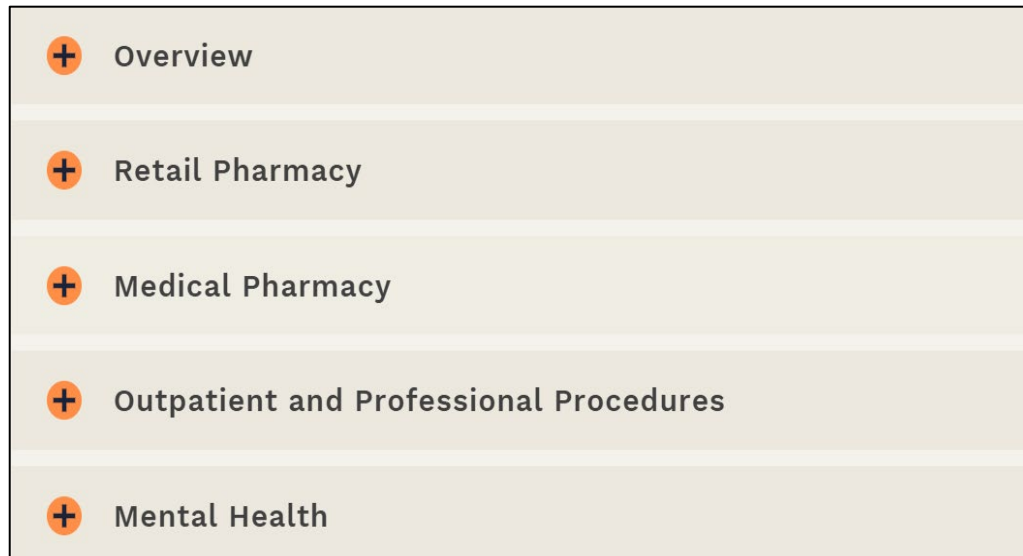 Overview
Retail Pharmacy
Medical Pharmacy
Outpatient and Professional Procedures
Mental Health